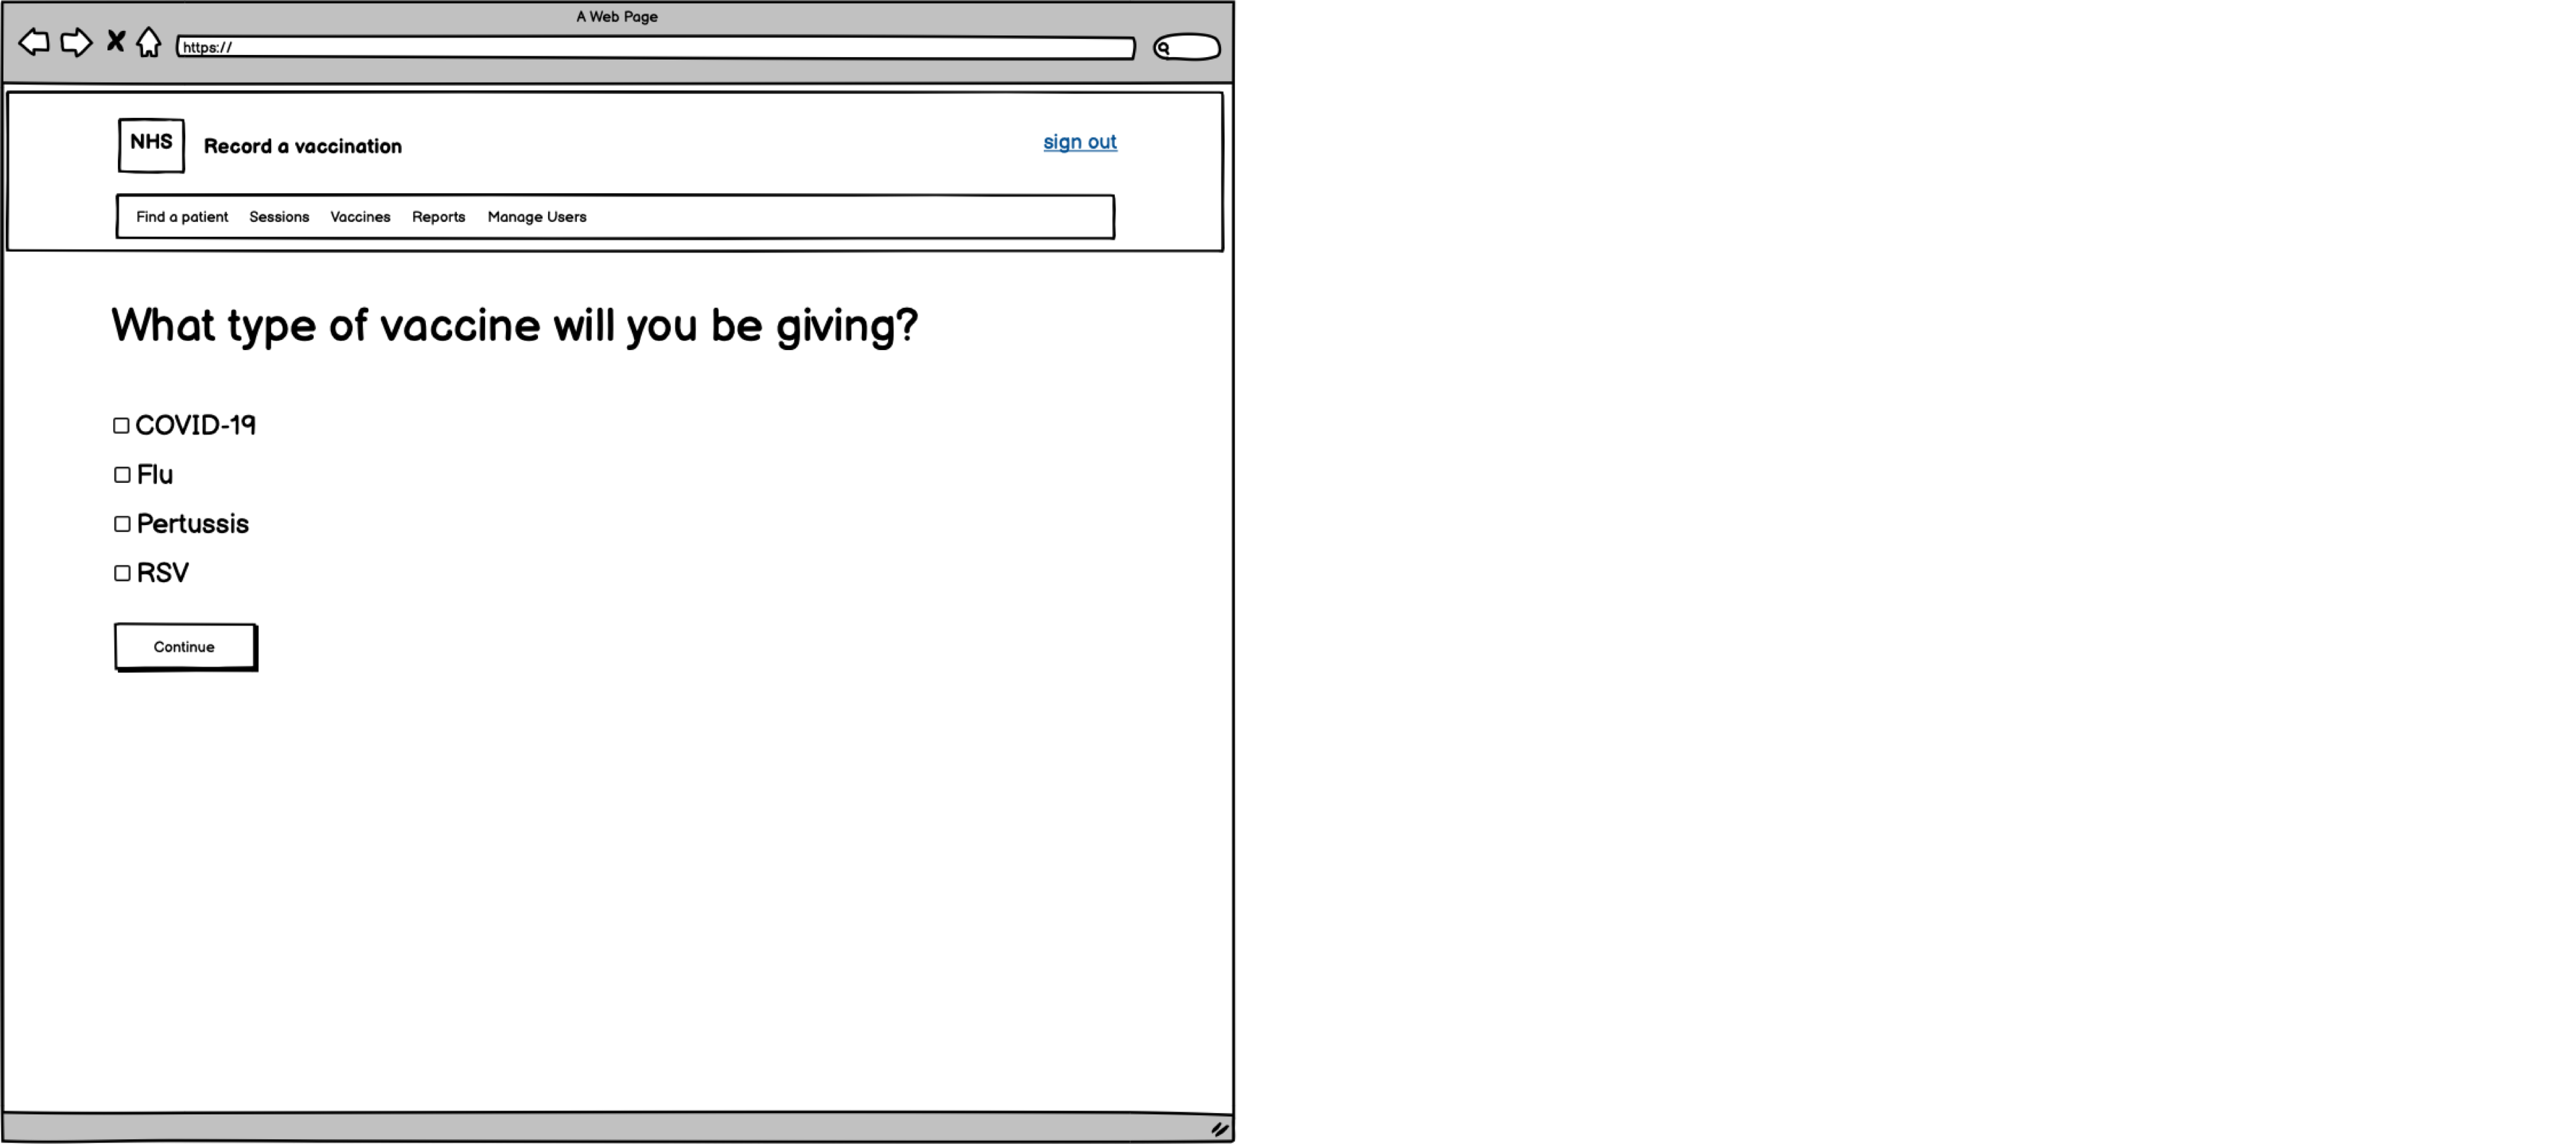 A Web Page
https://
NHS
Record a vaccination
sign out
Find a patient Sessions Vaccines Reports Manage Users
What type of vaccine will you be giving?
COVID-19
Flu
Pertussis
RSV
Continue